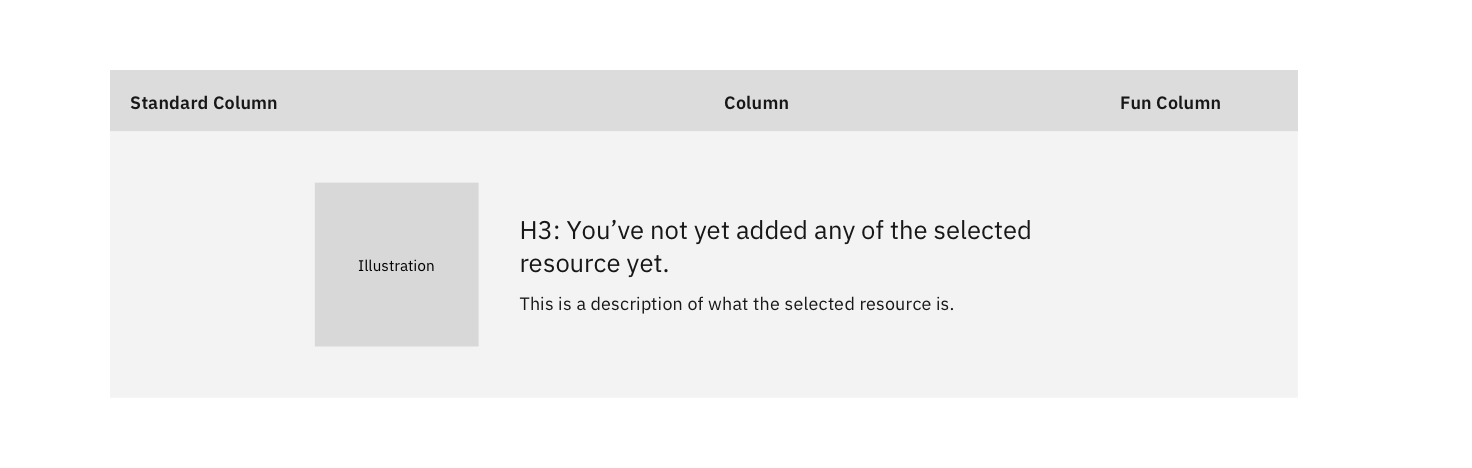 Standard Column Column Fun Column
Illustration
H3: You’ve not yet added any of the selected
resource yet.
This is a description of what the selected resource is.